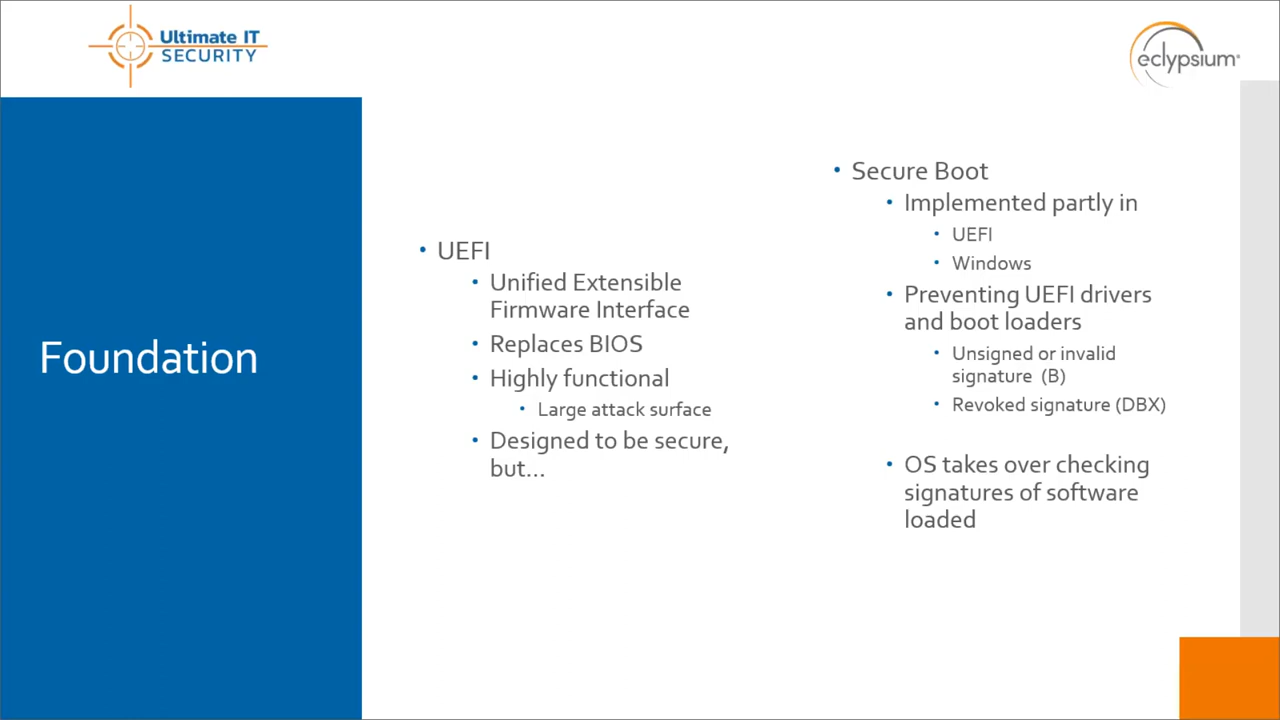 Ultimate IT
SECURITY
eclypsium®
Foundation
• UEFI
• Unified Extensible
Firmware Interface
• Replaces BIOS
• Highly functional
• Large attack surface
• Designed to be secure,
but...
• Secure Boot
• Implemented partly in
• UEFI
• Windows
• Preventing UEFI drivers
and boot loaders
• Unsigned or invalid
signature (B)
• Revoked signature (DBX)
• OS takes over checking
signatures of software
loaded